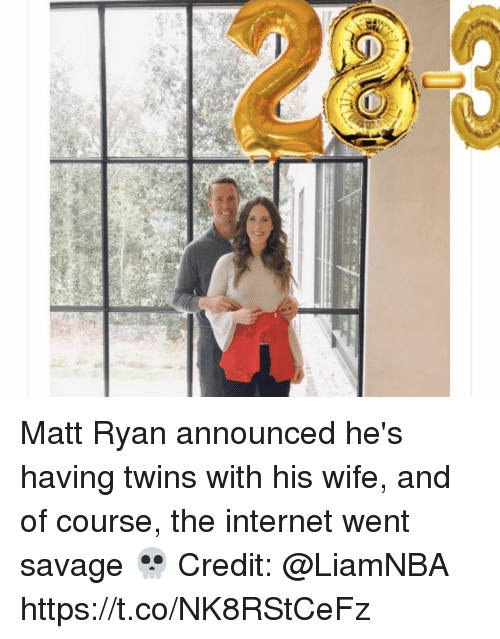 28-3
Matt Ryan announced he's
having twins with his wife, and
of course, the internet went
savage 💀 Credit: @LiamNBA
https://t.co/NK8RStCeFz